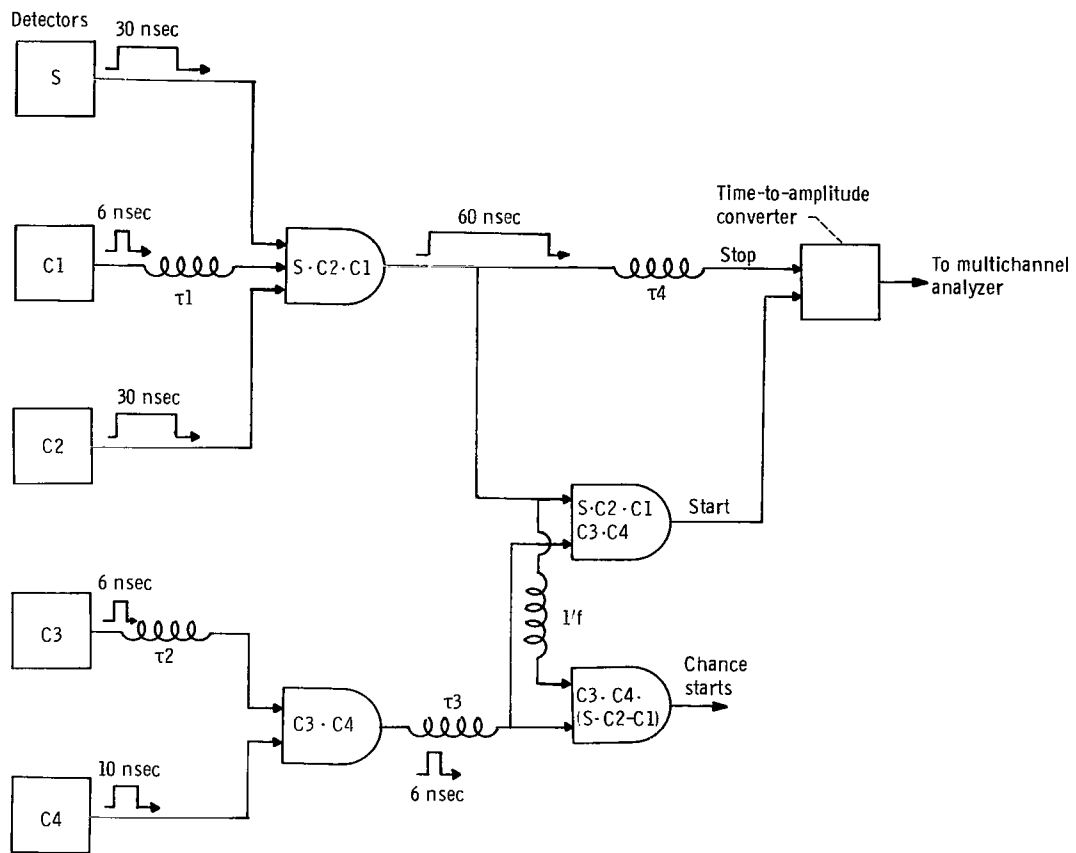 Detectors
30 nsec
S
6 nsec
C1
τ1
S·C2·C1
60 nsec
Stop
τ4
Time-to-amplitude
converter
To multichannel
analyzer
30 nsec
C2
S·C2·C1
C3·C4
Start
6 nsec
C3
τ2
1/f
Chance
starts
C3·C4·
(S·C2-C1)
C3·C4
τ3
6 nsec
10 nsec
C4